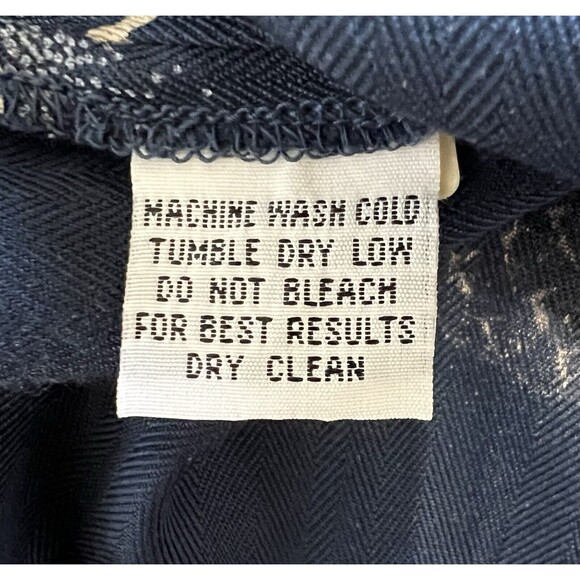 MACHINE WASH COLD
TUMBLE DRY LOW
DO NOT BLEACH
FOR BEST RESULTS
DRY CLEAN